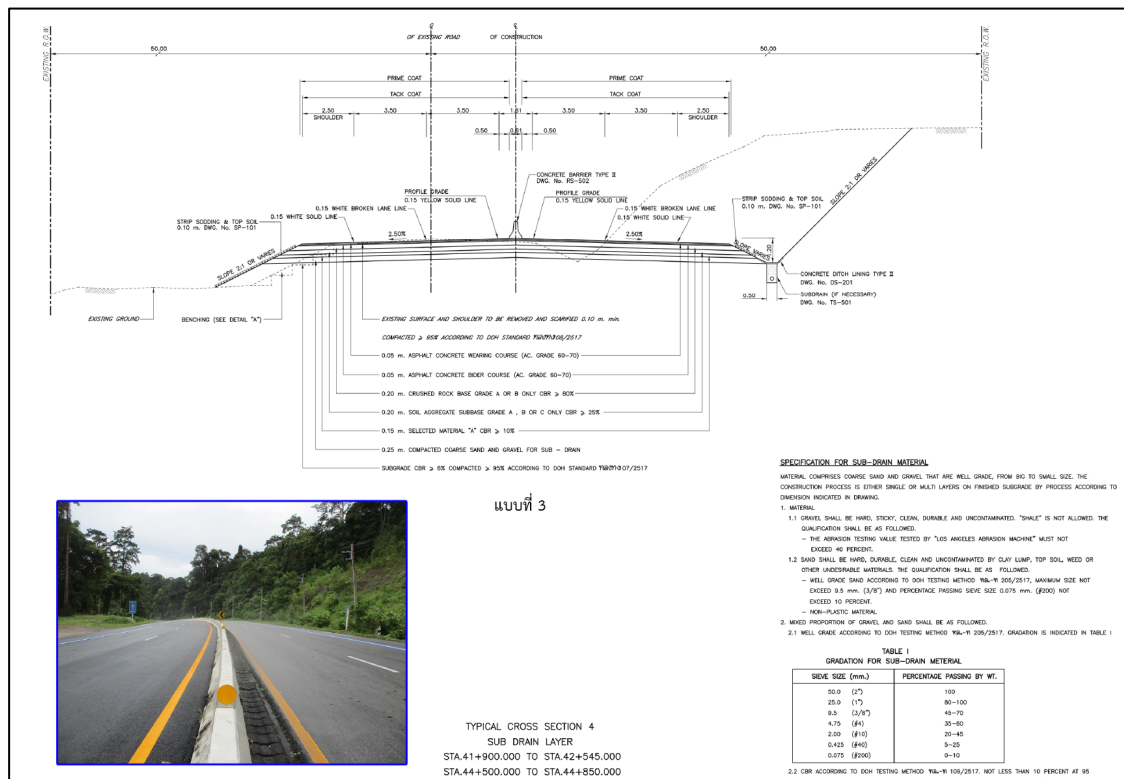 EXISTING R.O.W.
50.00
℄
OF EXISTING ROAD
℄
OF CONSTRUCTION
50.00
EXISTING R.O.W.
PRIME COAT
PRIME COAT
TACK COAT
TACK COAT
2.50
SHOULDER
3.50
3.50
1.61
3.50
3.50
2.50
SHOULDER
0.50
0.61
0.50
CONCRETE BARRIER TYPE II
DWG. No. RS-502
PROFILE GRADE
0.15 YELLOW SOLID LINE
PROFILE GRADE
0.15 YELLOW SOLID LINE
0.15 WHITE BROKEN LANE LINE
0.15 WHITE BROKEN LANE LINE
0.15 WHITE SOLID LINE
0.15 WHITE SOLID LINE
STRIP SODDING & TOP SOIL
0.10 m. DWG. No. SP-101
STRIP SODDING & TOP SOIL
0.10 m. DWG. No. SP-101
SLOPE 2:1 OR VARIES
2.50%
2.50%
SLOPE VARIES
SLOPE 2:1 OR VARIES
CONCRETE DITCH LINING TYPE II
DWG. No. DS-201
SUBDRAIN (IF NECESSARY)
DWG. No. TS-501
0.50
EXISTING GROUND
BENCHING (SEE DETAIL "A")
EXISTING SURFACE AND SHOULDER TO BE REMOVED AND SCARIFIED 0.10 m. min.
COMPACTED ≥ 95% ACCORDING TO DOH STANDARD ทล.ทาง108/2517
0.05 m. ASPHALT CONCRETE WEARING COURSE (AC. GRADE 60-70)
0.05 m. ASPHALT CONCRETE BIDER COURSE (AC. GRADE 60-70)
0.20 m. CRUSHED ROCK BASE GRADE A OR B ONLY CBR ≥ 80%
0.20 m. SOIL AGGREGATE SUBBASE GRADE A , B OR C ONLY CBR ≥ 25%
0.15 m. SELECTED MATERIAL "A" CBR ≥ 10%
0.25 m. COMPACTED COARSE SAND AND GRAVEL FOR SUB - DRAIN
SUBGRADE CBR ≥ 6% COMPACTED ≥ 95% ACCORDING TO DOH STANDARD
แบบที่ 3
TYPICAL CROSS SECTION 4
SUB DRAIN LAYER
STA.41+900.000 TO STA.42+545.000
STA.44+500.000 TO STA.44+850.000
SPECIFICATION FOR SUB-DRAIN MATERIAL
MATERIAL COMPRISES COARSE SAND AND GRAVEL THAT ARE WELL GRADE, FROM BIG TO SMALL SIZE. THE
CONSTRUCTION PROCESS IS EITHER SINGLE OR MULTI LAYERS ON FINISHED SUBGRADE BY PROCESS ACCORDING TO
DIMENSION INDICATED IN DRAWING.
1. MATERIAL
1.1 GRAVEL SHALL BE HARD, STICKY, CLEAN, DURABLE AND UNCONTAMINATED. "SHALE" IS NOT ALLOWED. THE
QUALIFICATION SHALL BE AS FOLLOWED.
- THE ABRASION TESTING VALUE TESTED BY "LOS ANGELES ABRASION MACHINE" MUST NOT
EXCEED 40 PERCENT.
1.2 SAND SHALL BE HARD, DURABLE, CLEAN AND UNCONTAMINATED BY CLAY LUMP, TOP SOIL, WEED OR
OTHER UNDESIRABLE MATERIALS. THE QUALIFICATION SHALL BE AS FOLLOWED.
- WELL GRADE SAND ACCORDING TO DOH TESTING METHOD ทล.-ท 205/2517, MAXIMUM SIZE NOT
EXCEED 9.5 mm. (3/8") AND PERCENTAGE PASSING SIEVE SIZE 0.075 mm. (#200) NOT
EXCEED 10 PERCENT.
- NON-PLASTIC MATERIAL
2. MIXED PROPORTION OF GRAVEL AND SAND SHALL BE AS FOLLOWED.
2.1 WELL GRADE ACCORDING TO DOH TESTING METHOD ทล.-ท 205/2517. GRADATION IS INDICATED IN TABLE I
TABLE I
GRADATION FOR SUB-DRAIN METERIAL
SIEVE SIZE (mm.) PERCENTAGE PASSING BY WT.
50.0 (2") 100
25.0 (1") 80-100
9.5 (3/8") 45-70
4.75 (#4) 35-60
2.00 (#10) 20-45
0.425 (#40) 5-25
0.075 (#200) 0-10
2.2 CBR ACCORDING TO DOH TESTING METHOD ทล.-ท 109/2517. NOT LESS THAN 10 PERCENT AT 95